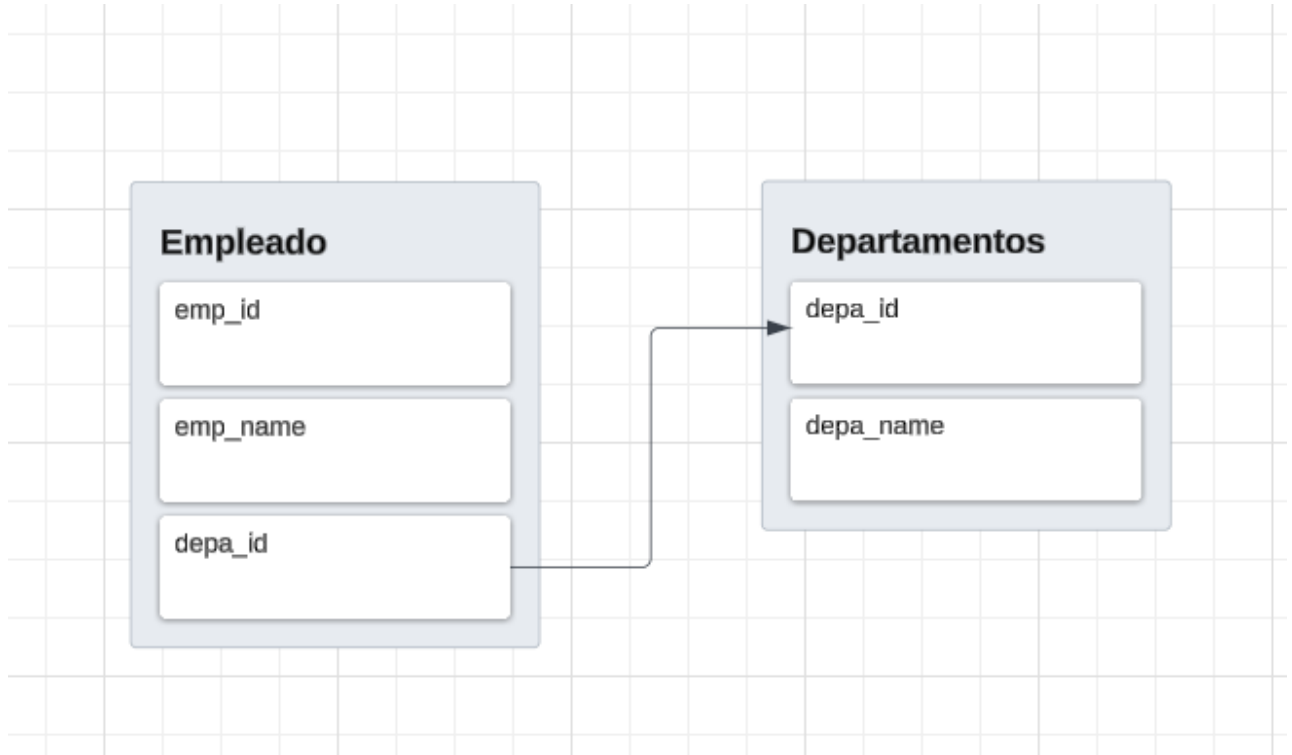 Empleado
emp_id
emp_name
depa_id
Departamentos
depa_id
depa_name